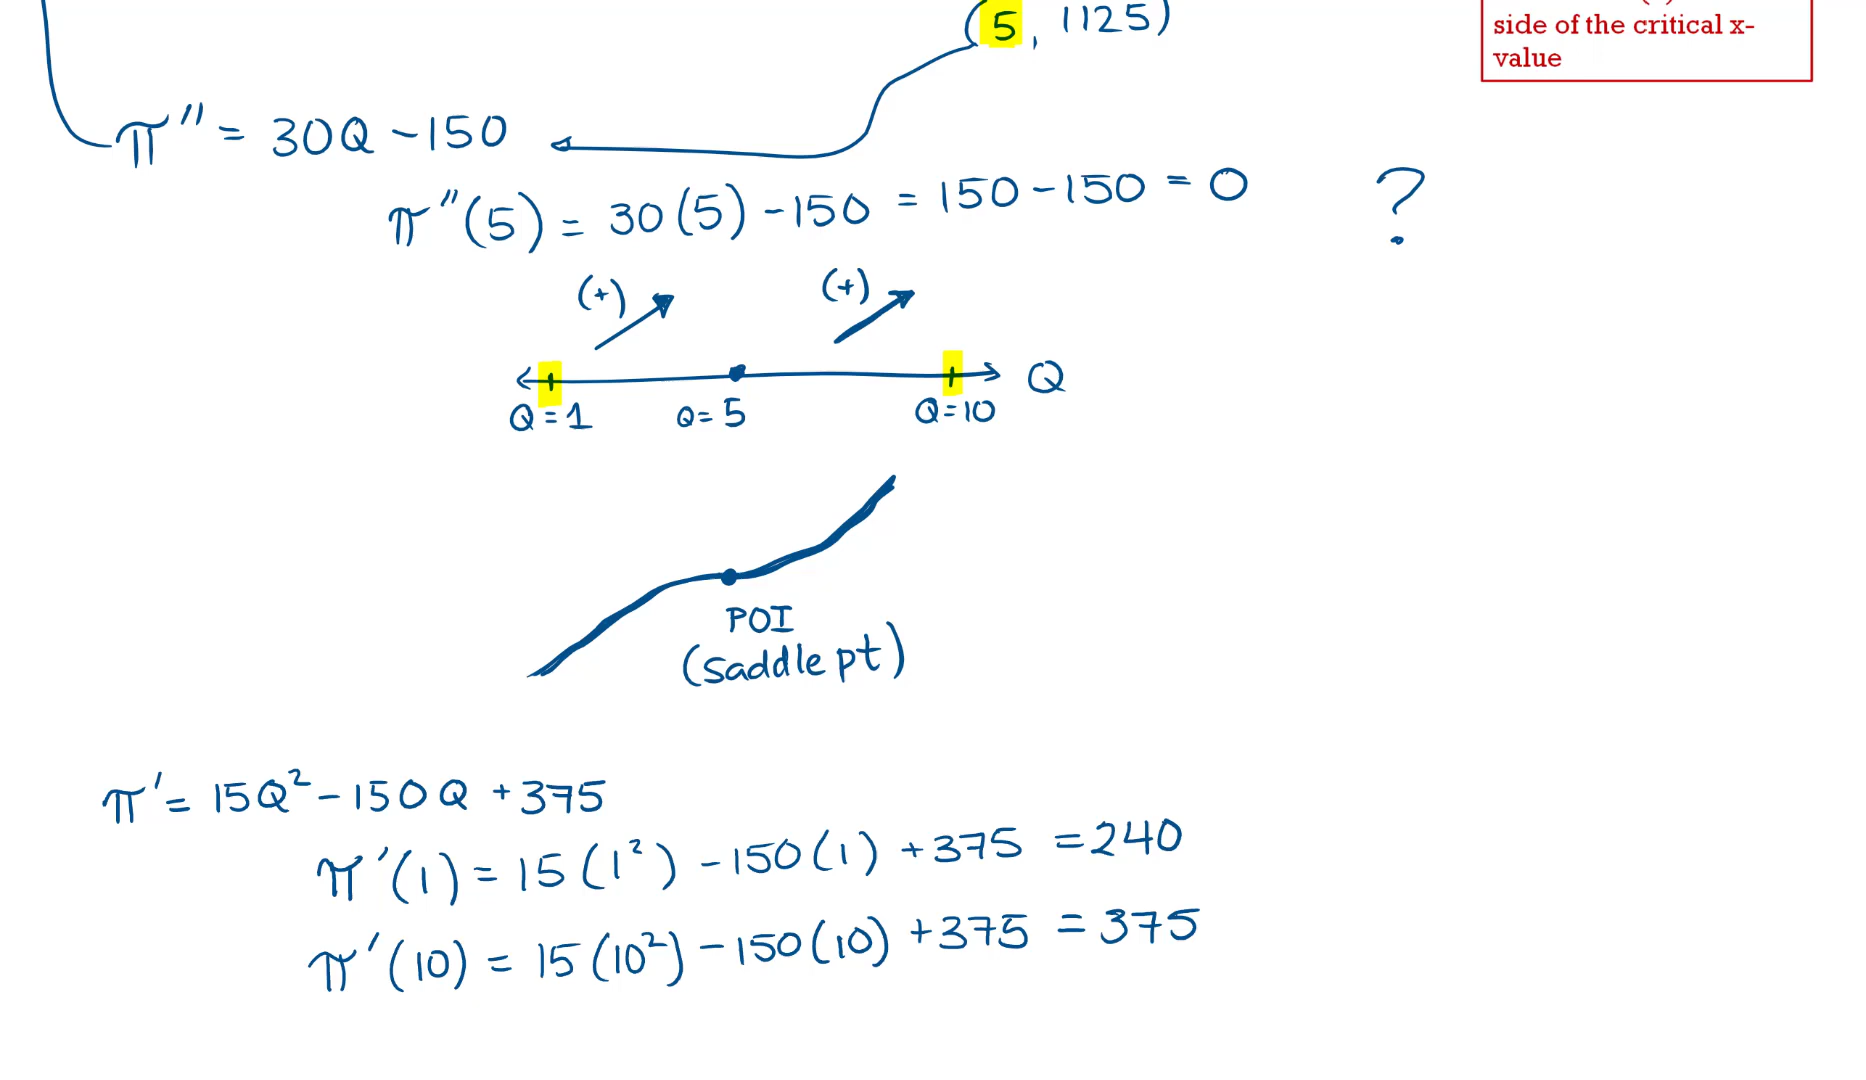 (5, 1125)
side of the critical x-
value
π'' = 30Q - 150
π''(5) = 30(5) - 150 = 150 - 150 = 0 ?
(+) (+)
Q
Q = 1 Q = 5 Q = 10
POI
(saddle pt)
π' = 15Q² - 150Q + 375
π'(1) = 15(1²) - 150(1) + 375 = 240
π'(10) = 15(10²) - 150(10) + 375 = 375